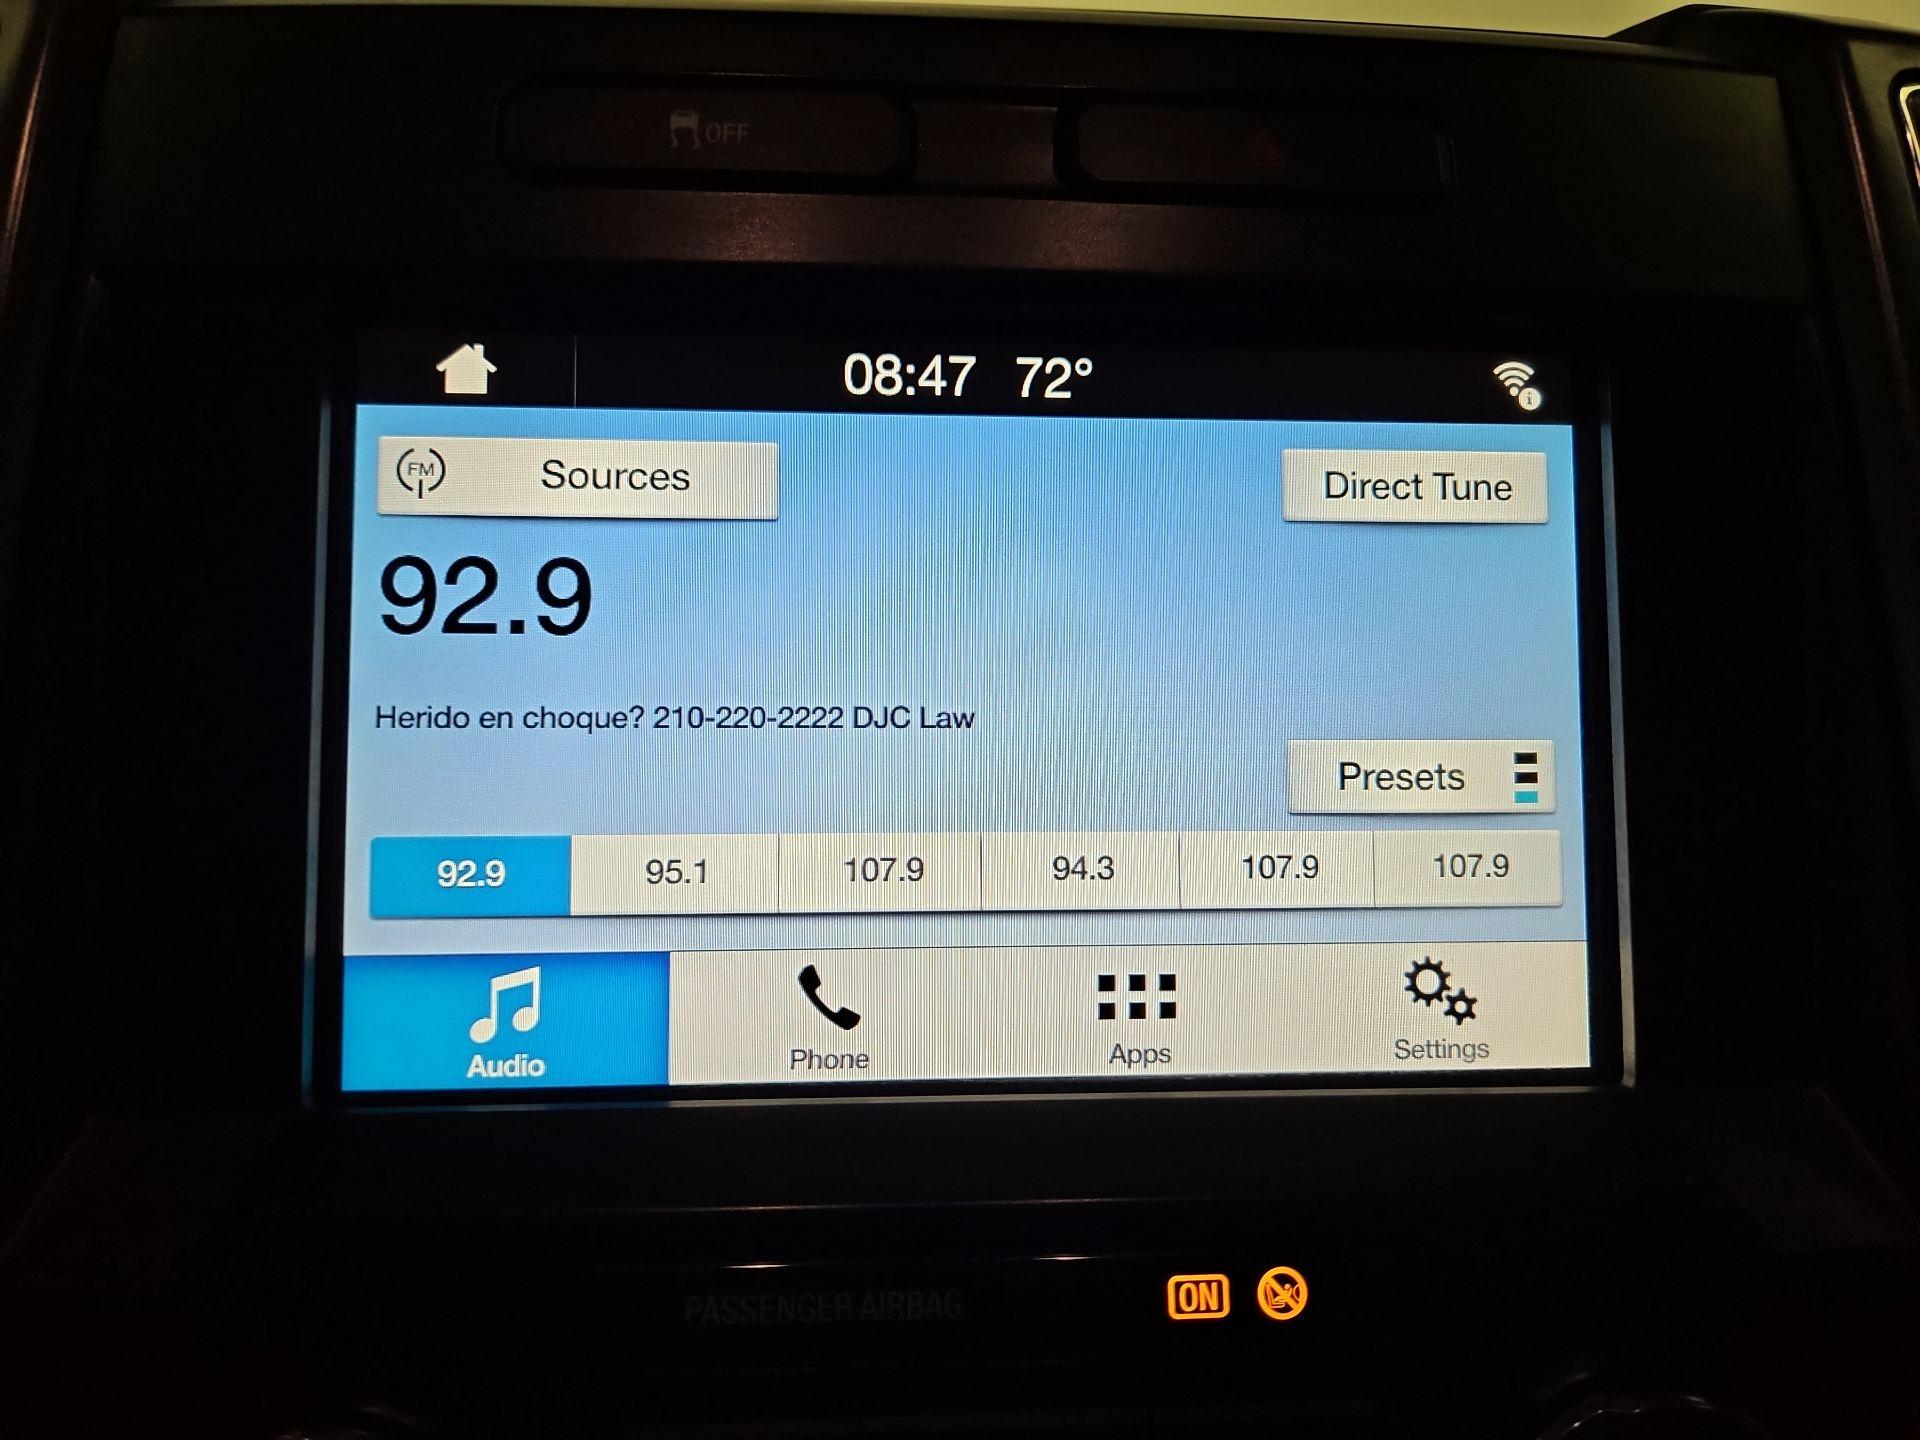 OFF
08:47 72°
FM Sources
Direct Tune
92.9
Herido en choque? 210-220-2222 DJC Law
Presets
92.9 95.1 107.9 94.3 107.9 107.9
Audio Phone Apps Settings
PASSENGER AIRBAG ON